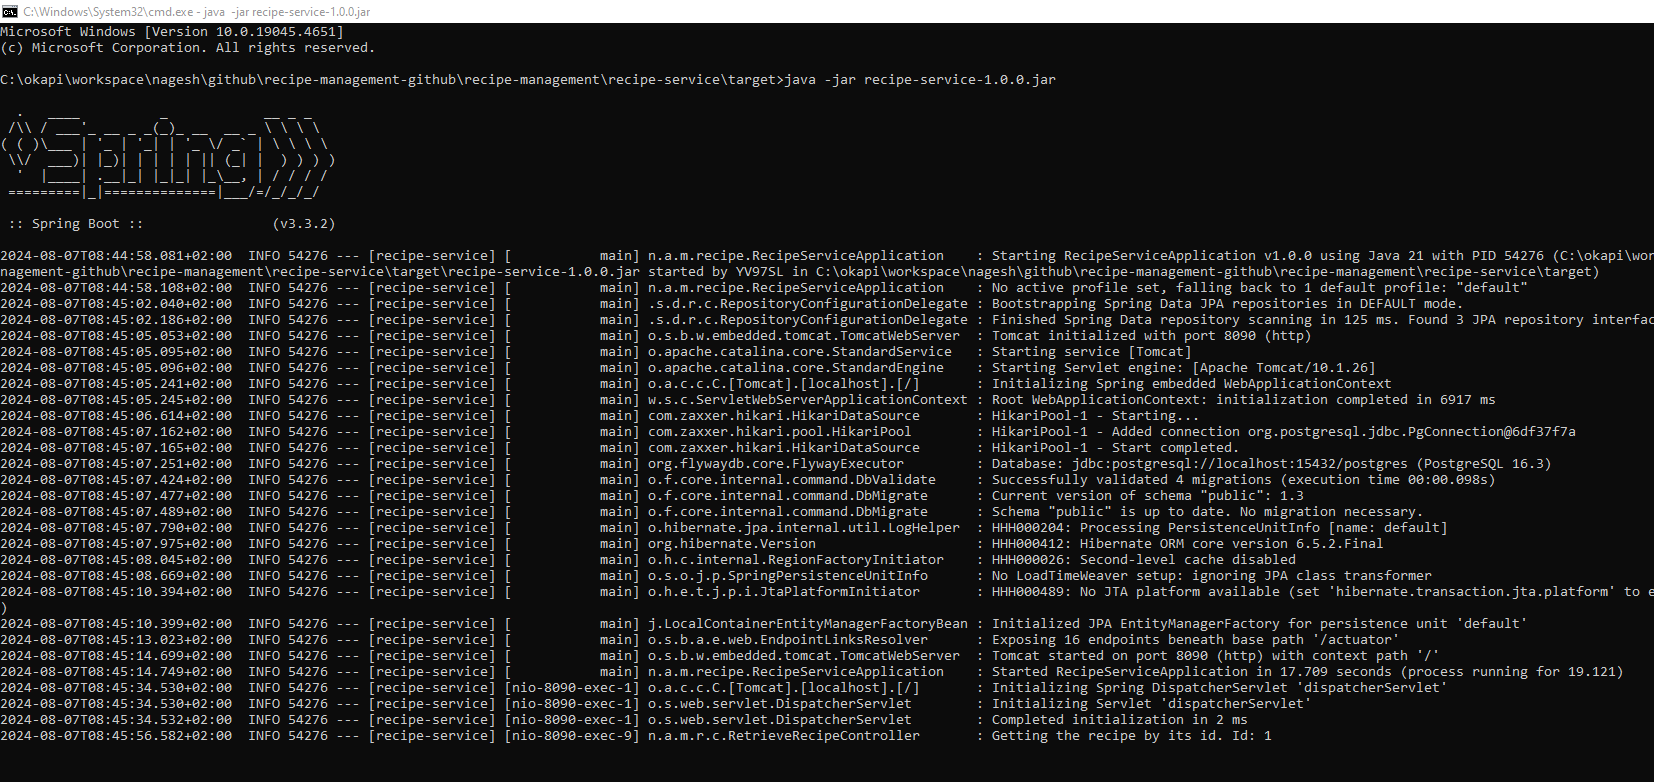 C:\Windows\System32\cmd.exe - java  -jar recipe-service-1.0.0.jar
Microsoft Windows [Version 10.0.19045.4651]
(c) Microsoft Corporation. All rights reserved.
C:\okapi\workspace\nagesh\github\recipe-management-github\recipe-management\recipe-service\target>java -jar recipe-service-1.0.0.jar
Spring
 :: Spring Boot ::                (v3.3.2)
2024-08-07T08:44:58.081+02:00  INFO 54276 --- [recipe-service] [           main] n.a.m.recipe.RecipeServiceApplication    : Starting RecipeServiceApplication v1.0.0 using Java 21 with PID 54276 (C:\okapi\wor
nagement-github\recipe-management\recipe-service\target\recipe-service-1.0.0.jar started by YV97SL in C:\okapi\workspace\nagesh\github\recipe-management-github\recipe-management\recipe-service\target)
2024-08-07T08:44:58.108+02:00  INFO 54276 --- [recipe-service] [           main] n.a.m.recipe.RecipeServiceApplication    : No active profile set, falling back to 1 default profile: "default"
2024-08-07T08:45:02.040+02:00  INFO 54276 --- [recipe-service] [           main] .s.d.r.c.RepositoryConfigurationDelegate : Bootstrapping Spring Data JPA repositories in DEFAULT mode.
2024-08-07T08:45:02.186+02:00  INFO 54276 --- [recipe-service] [           main] .s.d.r.c.RepositoryConfigurationDelegate : Finished Spring Data repository scanning in 125 ms. Found 3 JPA repository interfac
2024-08-07T08:45:05.053+02:00  INFO 54276 --- [recipe-service] [           main] o.s.b.w.embedded.tomcat.TomcatWebServer  : Tomcat initialized with port 8090 (http)
2024-08-07T08:45:05.095+02:00  INFO 54276 --- [recipe-service] [           main] o.apache.catalina.core.StandardService   : Starting service [Tomcat]
2024-08-07T08:45:05.096+02:00  INFO 54276 --- [recipe-service] [           main] o.apache.catalina.core.StandardEngine    : Starting Servlet engine: [Apache Tomcat/10.1.26]
2024-08-07T08:45:05.241+02:00  INFO 54276 --- [recipe-service] [           main] o.a.c.c.C.[Tomcat].[localhost].[/]       : Initializing Spring embedded WebApplicationContext
2024-08-07T08:45:05.245+02:00  INFO 54276 --- [recipe-service] [           main] w.s.c.ServletWebServerApplicationContext : Root WebApplicationContext: initialization completed in 6917 ms
2024-08-07T08:45:06.614+02:00  INFO 54276 --- [recipe-service] [           main] com.zaxxer.hikari.HikariDataSource       : HikariPool-1 - Starting...
2024-08-07T08:45:07.162+02:00  INFO 54276 --- [recipe-service] [           main] com.zaxxer.hikari.pool.HikariPool        : HikariPool-1 - Added connection org.postgresql.jdbc.PgConnection@6df37f7a
2024-08-07T08:45:07.165+02:00  INFO 54276 --- [recipe-service] [           main] com.zaxxer.hikari.HikariDataSource       : HikariPool-1 - Start completed.
2024-08-07T08:45:07.251+02:00  INFO 54276 --- [recipe-service] [           main] org.flywaydb.core.FlywayExecutor         : Database: jdbc:postgresql://localhost:15432/postgres (PostgreSQL 16.3)
2024-08-07T08:45:07.424+02:00  INFO 54276 --- [recipe-service] [           main] o.f.core.internal.command.DbValidate     : Successfully validated 4 migrations (execution time 00:00.098s)
2024-08-07T08:45:07.477+02:00  INFO 54276 --- [recipe-service] [           main] o.f.core.internal.command.DbMigrate      : Current version of schema "public": 1.3
2024-08-07T08:45:07.489+02:00  INFO 54276 --- [recipe-service] [           main] o.f.core.internal.command.DbMigrate      : Schema "public" is up to date. No migration necessary.
2024-08-07T08:45:07.790+02:00  INFO 54276 --- [recipe-service] [           main] o.hibernate.jpa.internal.util.LogHelper  : HHH000204: Processing PersistenceUnitInfo [name: default]
2024-08-07T08:45:07.975+02:00  INFO 54276 --- [recipe-service] [           main] org.hibernate.Version                    : HHH000412: Hibernate ORM core version 6.5.2.Final
2024-08-07T08:45:08.045+02:00  INFO 54276 --- [recipe-service] [           main] o.h.c.internal.RegionFactoryInitiator    : HHH000026: Second-level cache disabled
2024-08-07T08:45:08.669+02:00  INFO 54276 --- [recipe-service] [           main] o.s.o.j.p.SpringPersistenceUnitInfo      : No LoadTimeWeaver setup: ignoring JPA class transformer
2024-08-07T08:45:10.394+02:00  INFO 54276 --- [recipe-service] [           main] o.h.e.t.j.p.i.JtaPlatformInitiator       : HHH000489: No JTA platform available (set 'hibernate.transaction.jta.platform' to e
)
2024-08-07T08:45:10.399+02:00  INFO 54276 --- [recipe-service] [           main] j.LocalContainerEntityManagerFactoryBean : Initialized JPA EntityManagerFactory for persistence unit 'default'
2024-08-07T08:45:13.023+02:00  INFO 54276 --- [recipe-service] [           main] o.s.b.a.e.web.EndpointLinksResolver      : Exposing 16 endpoints beneath base path '/actuator'
2024-08-07T08:45:14.699+02:00  INFO 54276 --- [recipe-service] [           main] o.s.b.w.embedded.tomcat.TomcatWebServer  : Tomcat started on port 8090 (http) with context path '/'
2024-08-07T08:45:14.749+02:00  INFO 54276 --- [recipe-service] [           main] n.a.m.recipe.RecipeServiceApplication    : Started RecipeServiceApplication in 17.709 seconds (process running for 19.121)
2024-08-07T08:45:34.530+02:00  INFO 54276 --- [recipe-service] [nio-8090-exec-1] o.a.c.c.C.[Tomcat].[localhost].[/]       : Initializing Spring DispatcherServlet 'dispatcherServlet'
2024-08-07T08:45:34.530+02:00  INFO 54276 --- [recipe-service] [nio-8090-exec-1] o.s.web.servlet.DispatcherServlet        : Initializing Servlet 'dispatcherServlet'
2024-08-07T08:45:34.532+02:00  INFO 54276 --- [recipe-service] [nio-8090-exec-1] o.s.web.servlet.DispatcherServlet        : Completed initialization in 2 ms
2024-08-07T08:45:56.582+02:00  INFO 54276 --- [recipe-service] [nio-8090-exec-9] n.a.m.r.c.RetrieveRecipeController       : Getting the recipe by its id. Id: 1